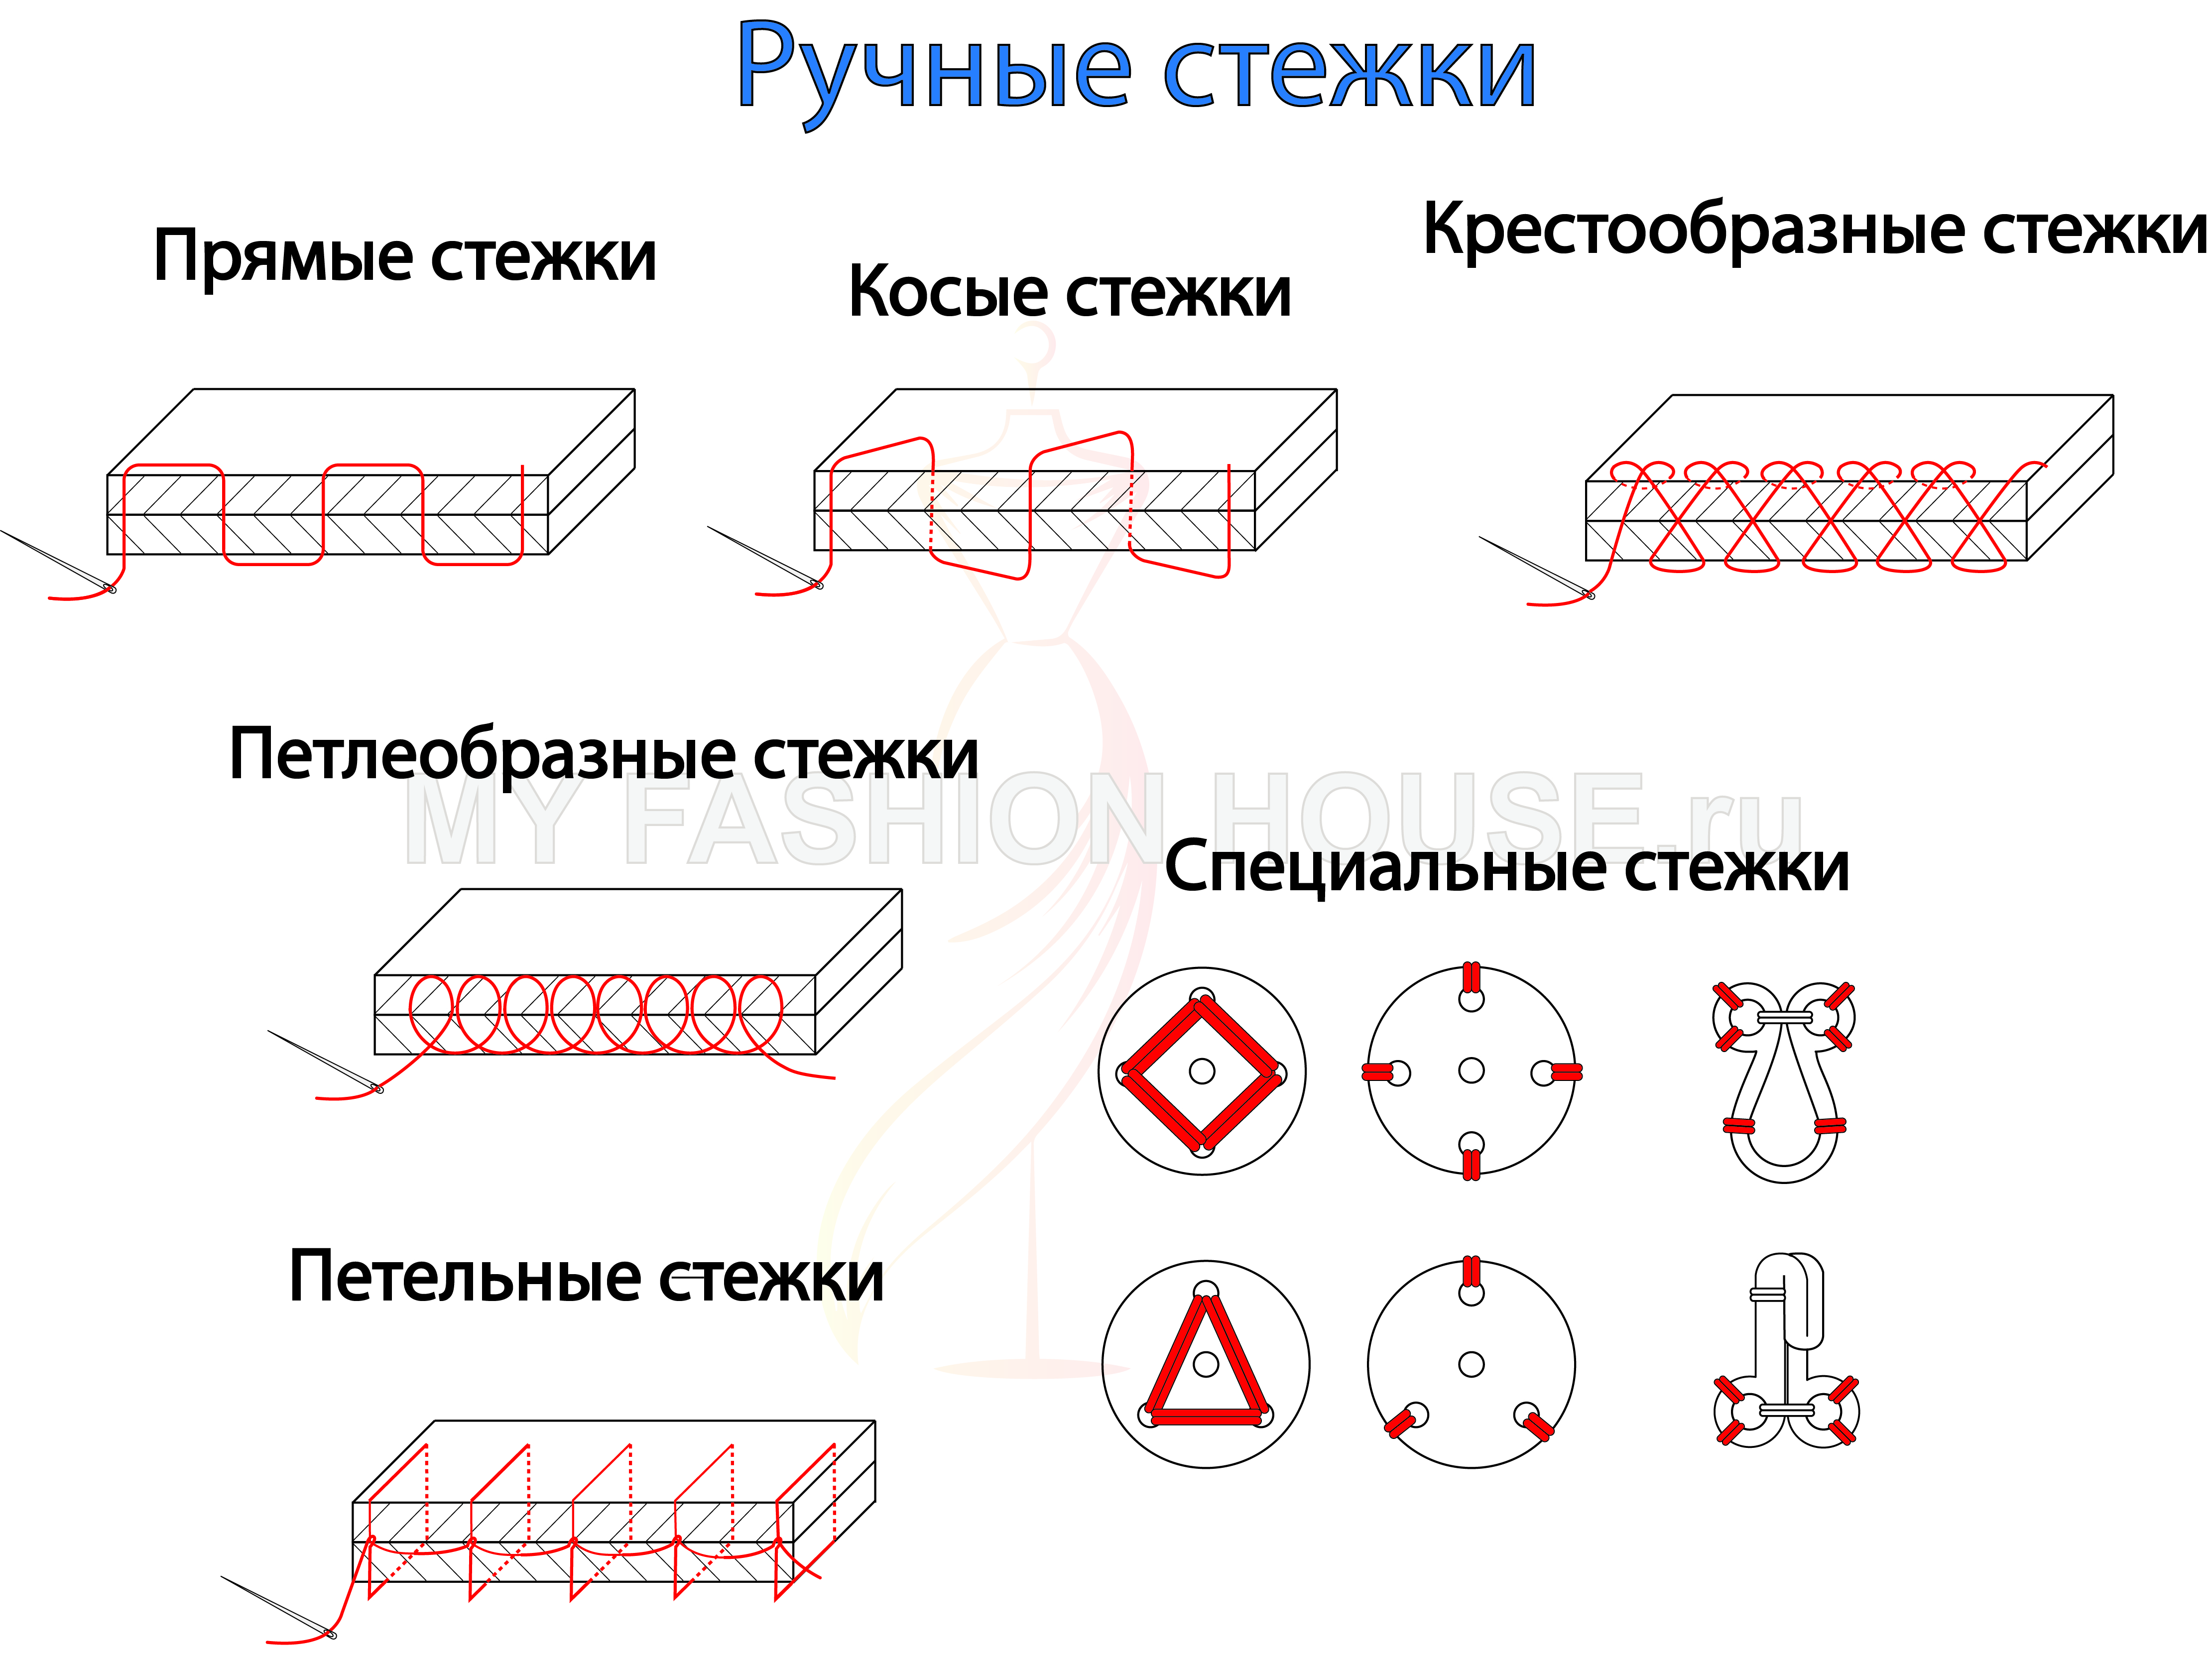 Ручные стежки
Прямые стежки
Косые стежки
Крестообразные стежки
Петлеобразные стежки
MY FASHION HOUSE.ru
Специальные стежки
Петельные стежки